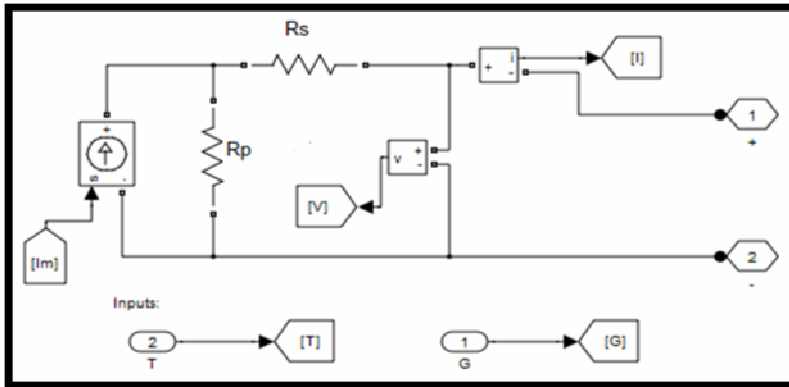 Rs
+
i
-
[I]
1
+
+
s
-
Rp
v
+
-
[V]
[Im]
2
-
Inputs:
2
T
[T]
1
G
[G]